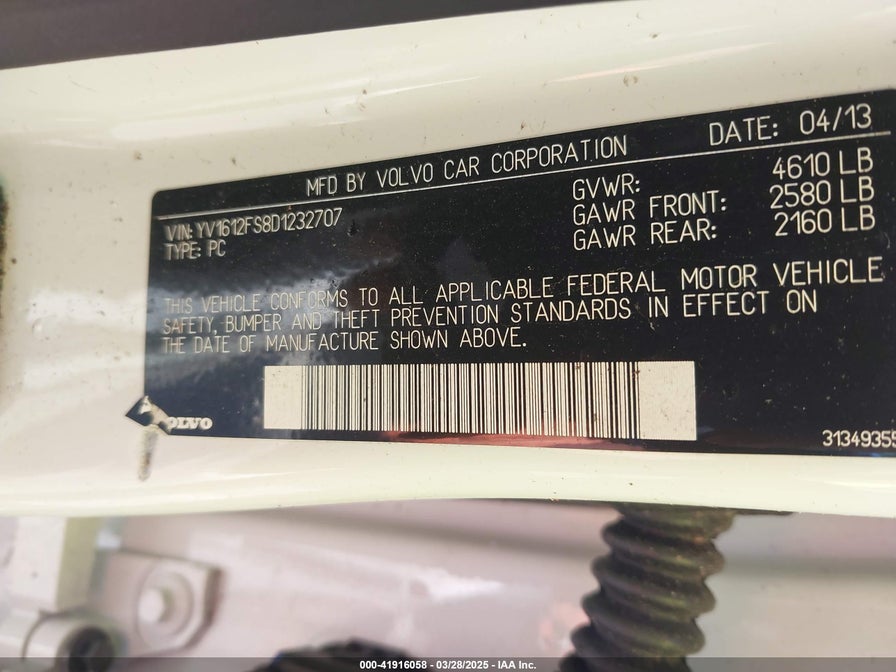 DATE: 04/13
MFD BY VOLVO CAR CORPORATION
GVWR: 4610 LB
VIN: YV1612FS8D1232707
GAWR FRONT: 2580 LB
TYPE: PC
GAWR REAR: 2160 LB
THIS VEHICLE CONFORMS TO ALL APPLICABLE FEDERAL MOTOR VEHICLE
SAFETY, BUMPER AND THEFT PREVENTION STANDARDS IN EFFECT ON
THE DATE OF MANUFACTURE SHOWN ABOVE.
VOLVO
3134935
000-41916058 - 03/28/2025 - IAA Inc.